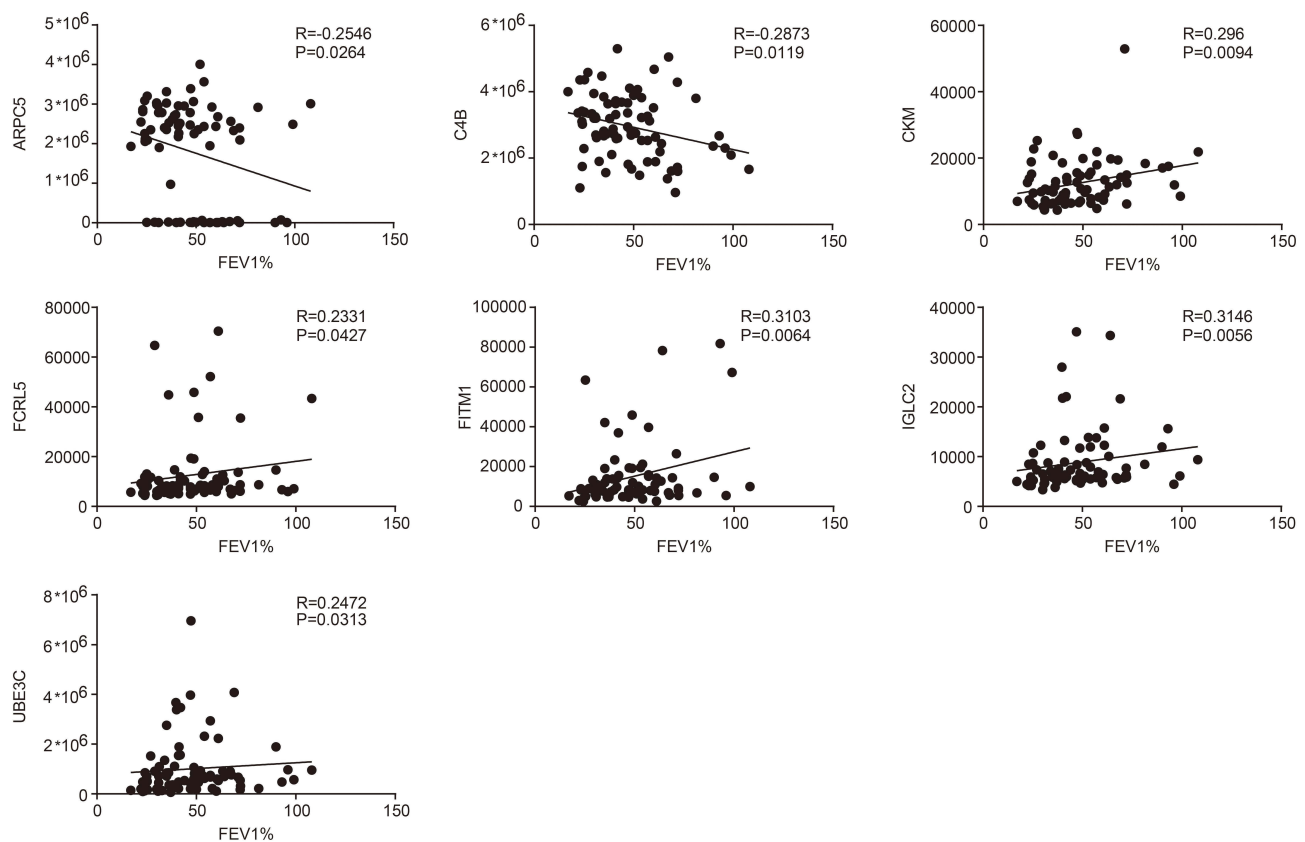 R=-0.2546
P=0.0264
5*10^6
4*10^6
3*10^6
2*10^6
1*10^6
0
ARPC5
0 50 100 150
FEV1%
R=-0.2873
P=0.0119
6*10^6
4*10^6
2*10^6
0
C4B
0 50 100 150
FEV1%
R=0.296
P=0.0094
60000
40000
20000
0
CKM
0 50 100 150
FEV1%
R=0.2331
P=0.0427
80000
60000
40000
20000
0
FCRL5
0 50 100 150
FEV1%
R=0.3103
P=0.0064
100000
80000
60000
40000
20000
0
FITM1
0 50 100 150
FEV1%
R=0.3146
P=0.0056
40000
30000
20000
10000
0
IGLC2
0 50 100 150
FEV1%
R=0.2472
P=0.0313
8*10^6
6*10^6
4*10^6
2*10^6
0
UBE3C
0 50 100 150
FEV1%